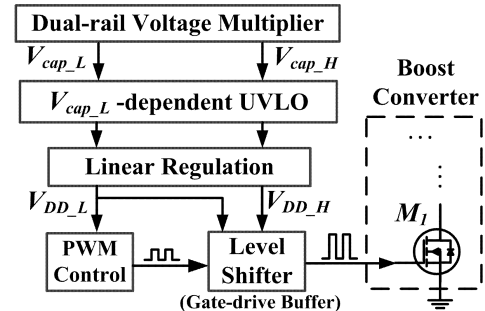 Dual-rail Voltage Multiplier
V_cap_L
V_cap_H
V_cap_L -dependent UVLO
Linear Regulation
V_DD_L
V_DD_H
PWM
Control
Level
Shifter
(Gate-drive Buffer)
Boost
Converter
...
M_1